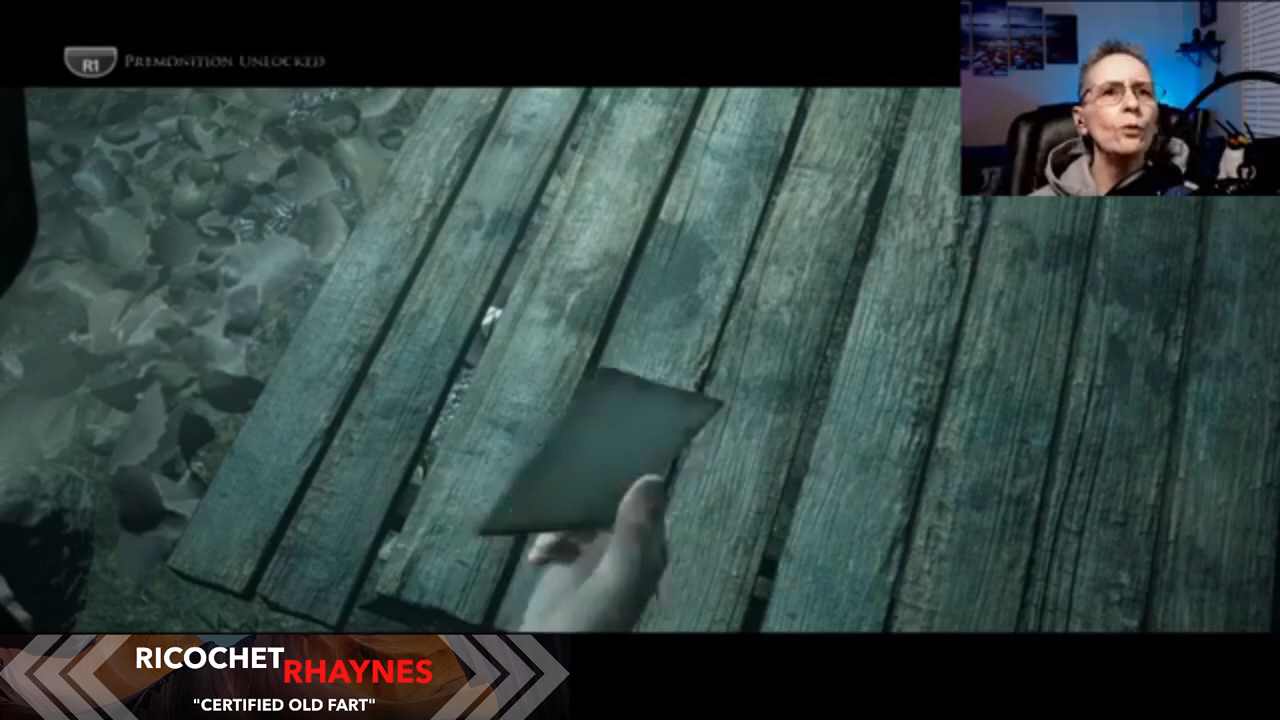 R1 PREMONITION UNLOCKED
RICOCHET
RHAYNES
"CERTIFIED OLD FART"